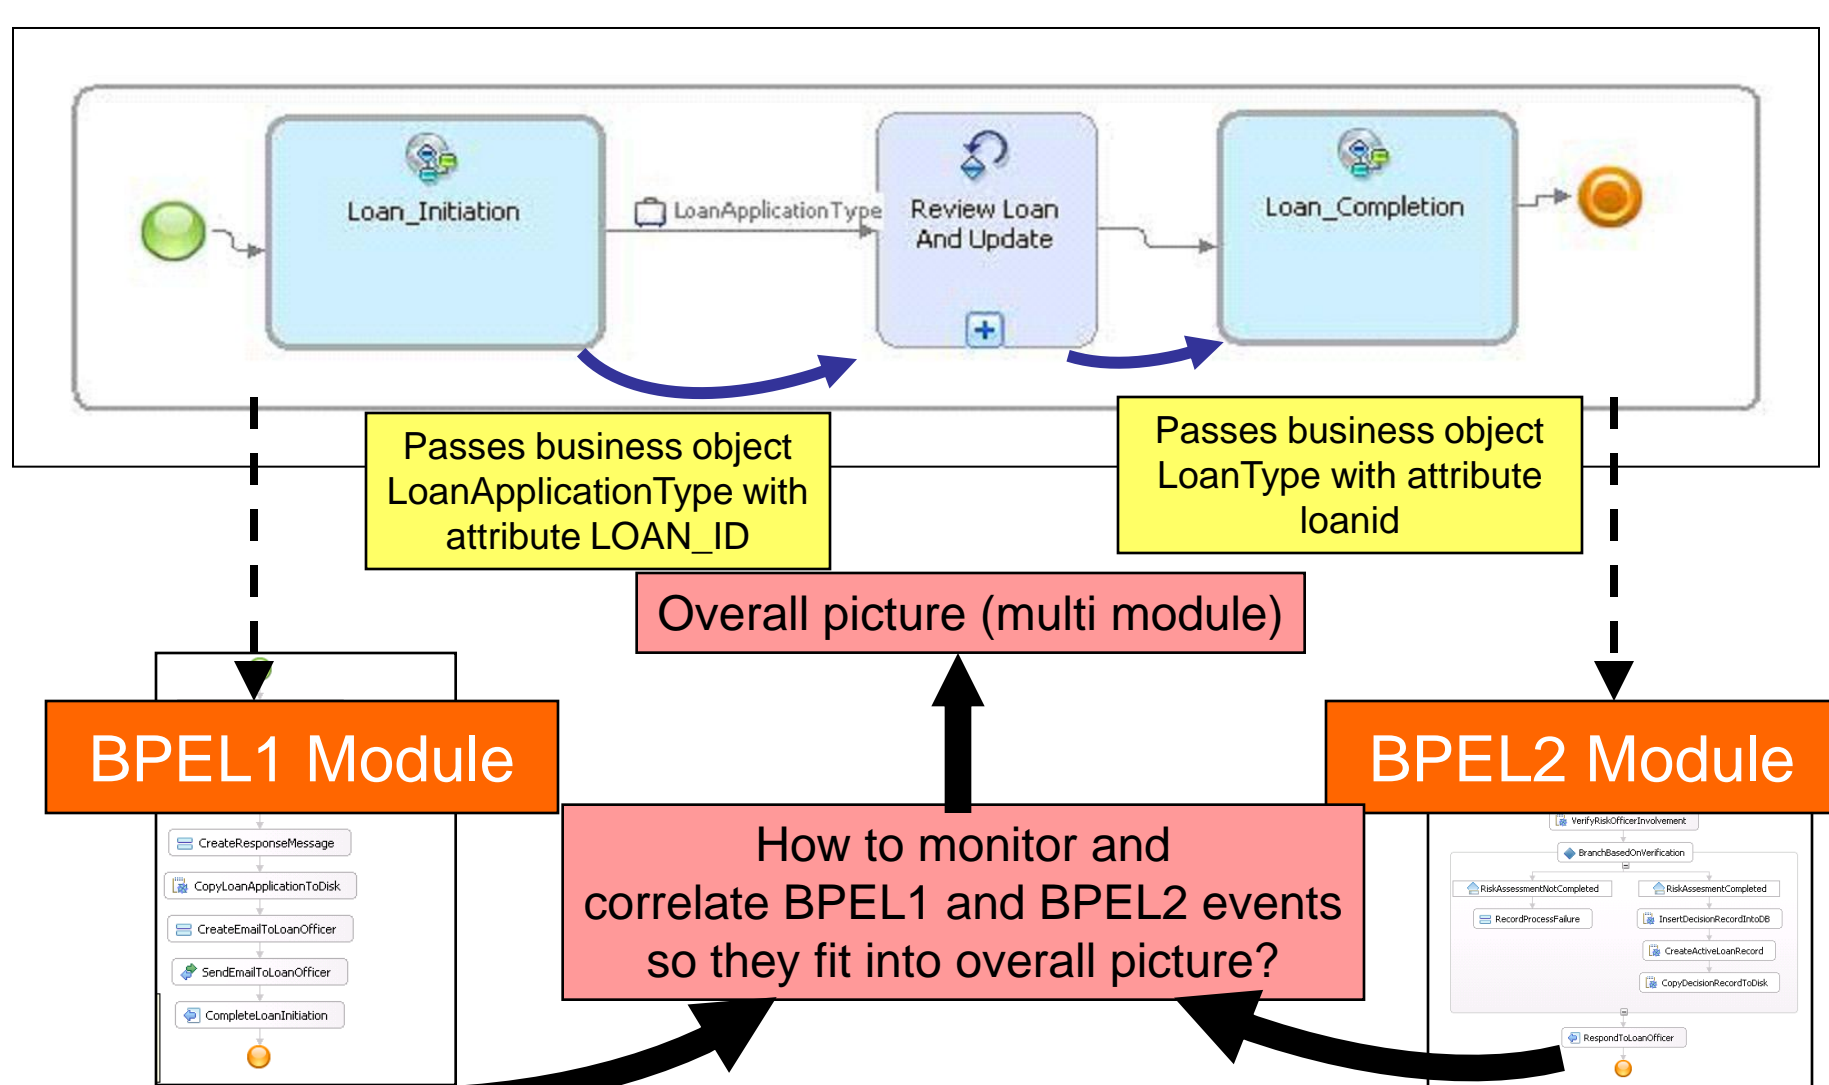 Loan_Initiation
LoanApplicationType
Review Loan
And Update
Loan_Completion
Passes business object
LoanApplicationType with
attribute LOAN_ID
Passes business object
LoanType with attribute
loanid
Overall picture (multi module)
BPEL1 Module
BPEL2 Module
How to monitor and
correlate BPEL1 and BPEL2 events
so they fit into overall picture?
CreateResponseMessage
CopyLoanApplicationToDisk
CreateEmailToLoanOfficer
SendEmailToLoanOfficer
CompleteLoanInitiation
VerifyRiskOfficerInvolvement
BranchBasedOnVerification
RiskAssessmentNotCompleted
RiskAssesmentCompleted
RecordProcessFailure
InsertDecisionRecordIntoDB
CreateActiveLoanRecord
CopyDecisionRecordToDisk
RespondToLoanOfficer